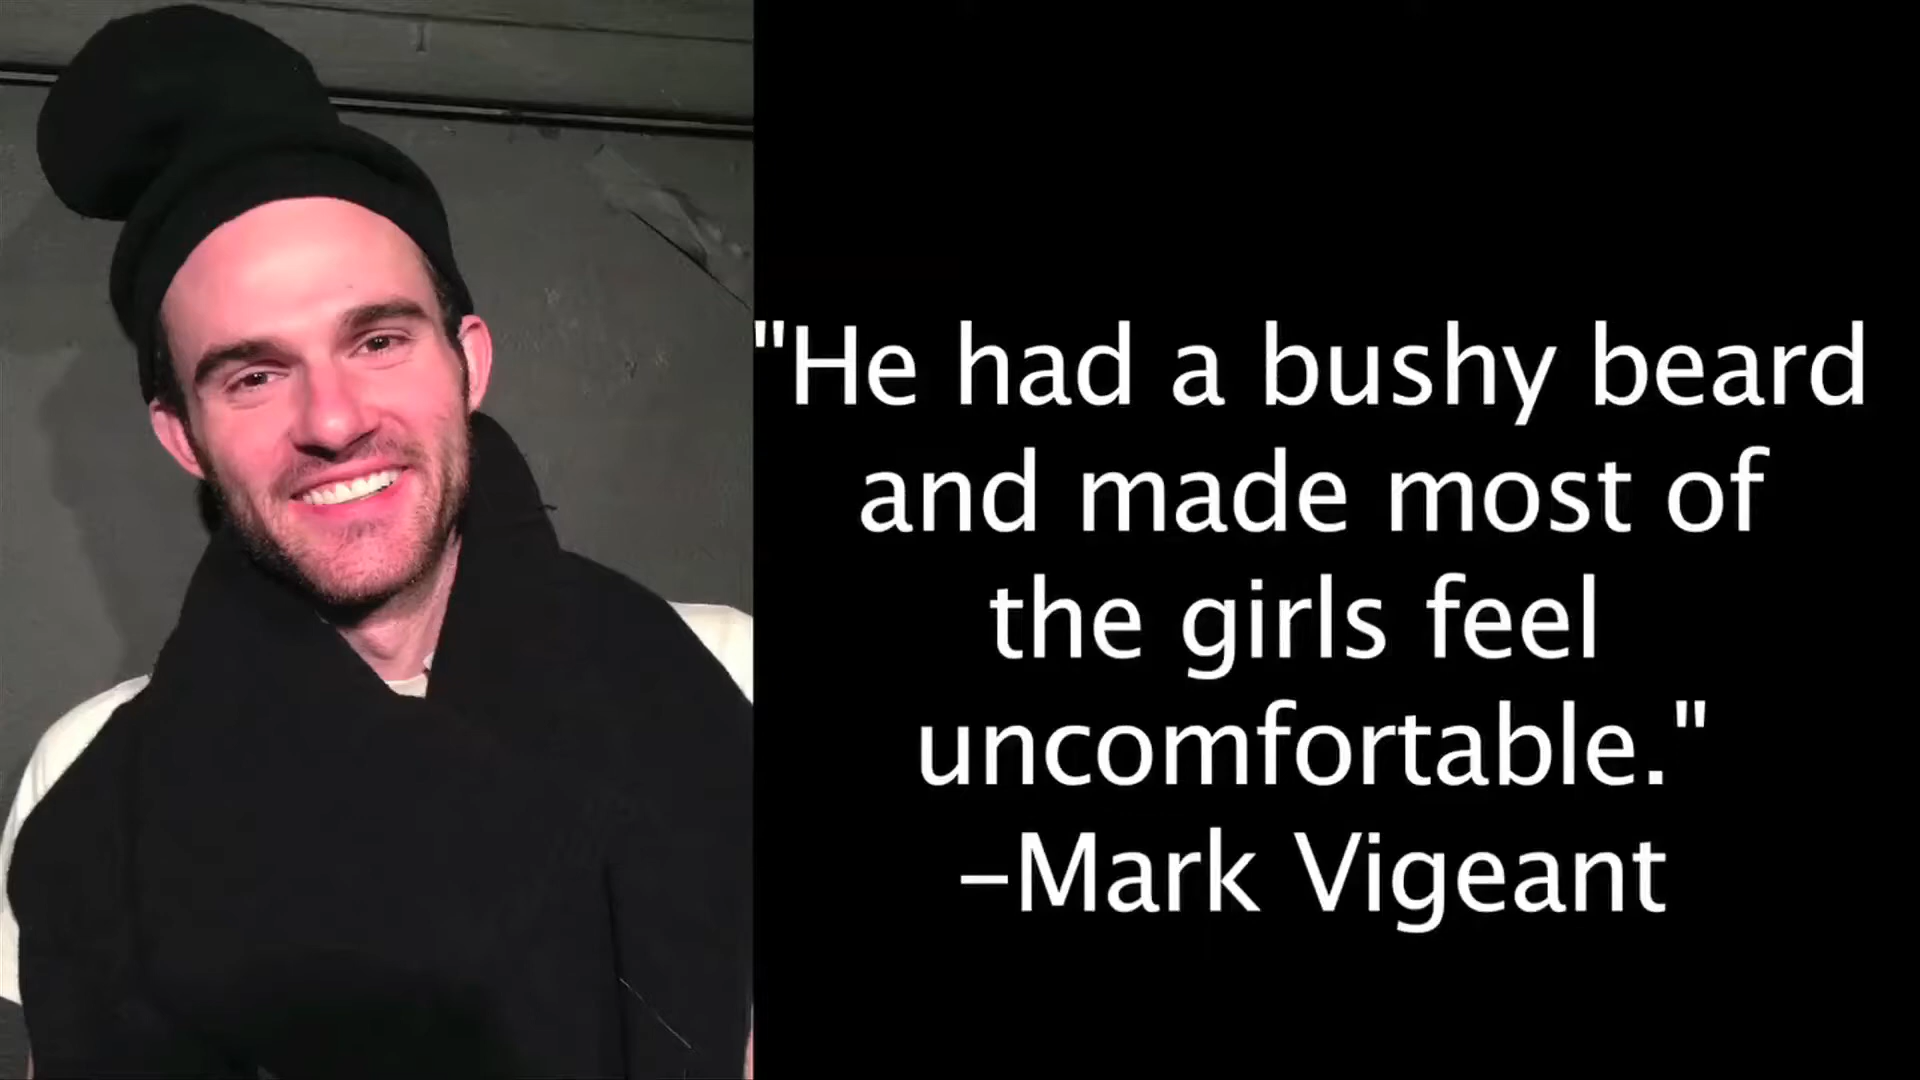 "He had a bushy beard
and made most of
the girls feel
uncomfortable."
–Mark Vigeant